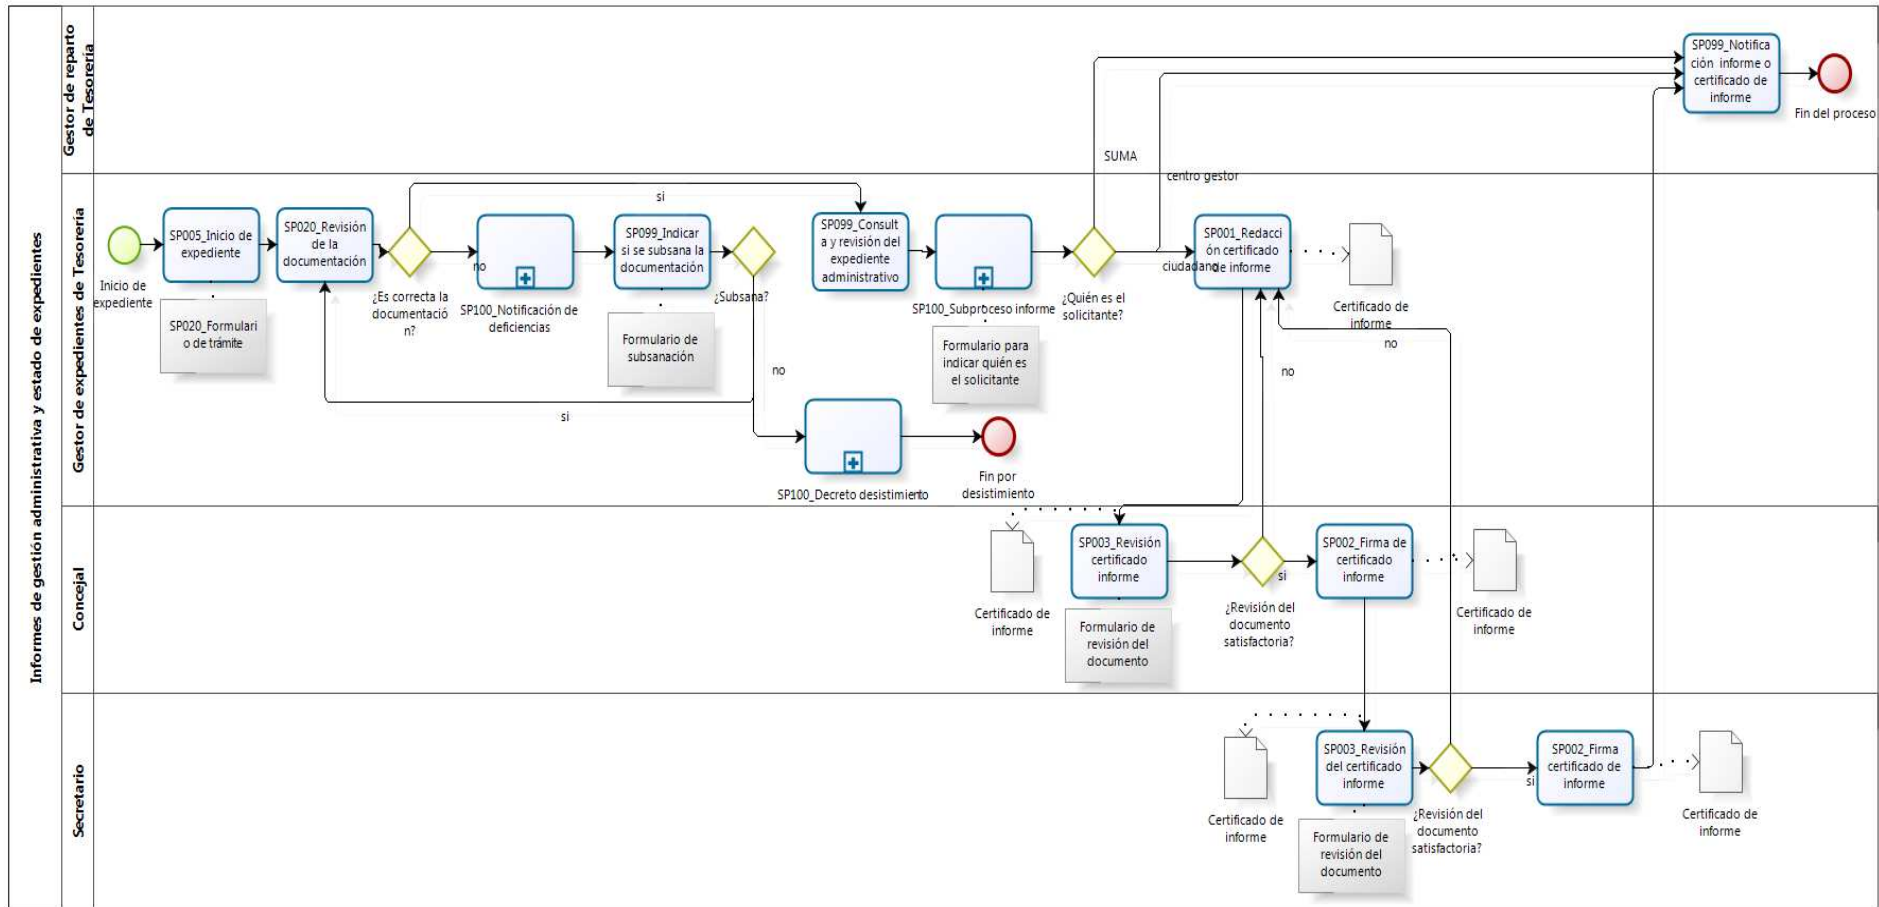 Informes de gestión administrativa y estado de expedientes
Gestor de reparto
de Tesorería
SP099_Notifica
ción informe o
certificado de
informe
Fin del proceso
SUMA
centro gestor
Gestor de expedientes de Tesorería
Inicio de
expediente
SP005_Inicio de
expediente
SP020_Formulari
o de trámite
SP020_Revisión
de la
documentación
¿Es correcta la
documentació
n?
si
no
SP100_Notificación de
deficiencias
SP099_Indicar
si se subsana la
documentación
Formulario de
subsanación
¿Subsana?
si
no
SP100_Decreto desistimiento
Fin por
desistimiento
SP099_Consult
a y revisión del
expediente
administrativo
SP100_Subproceso informe
Formulario para
indicar quién es
el solicitante
¿Quién es el
solicitante?
ciudadano
SP001_Redacci
ón certificado
de informe
Certificado de
informe
no
no
Concejal
Certificado de
informe
SP003_Revisión
certificado
informe
Formulario de
revisión del
documento
¿Revisión del
documento
satisfactoria?
si
SP002_Firma de
certificado
informe
Certificado de
informe
Secretario
Certificado de
informe
SP003_Revisión
del certificado
informe
Formulario de
revisión del
documento
¿Revisión del
documento
satisfactoria?
si
SP002_Firma
certificado de
informe
Certificado de
informe